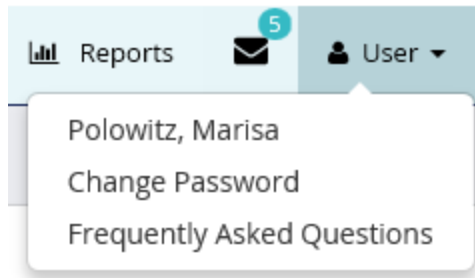 Reports 5 User
Polowitz, Marisa
Change Password
Frequently Asked Questions